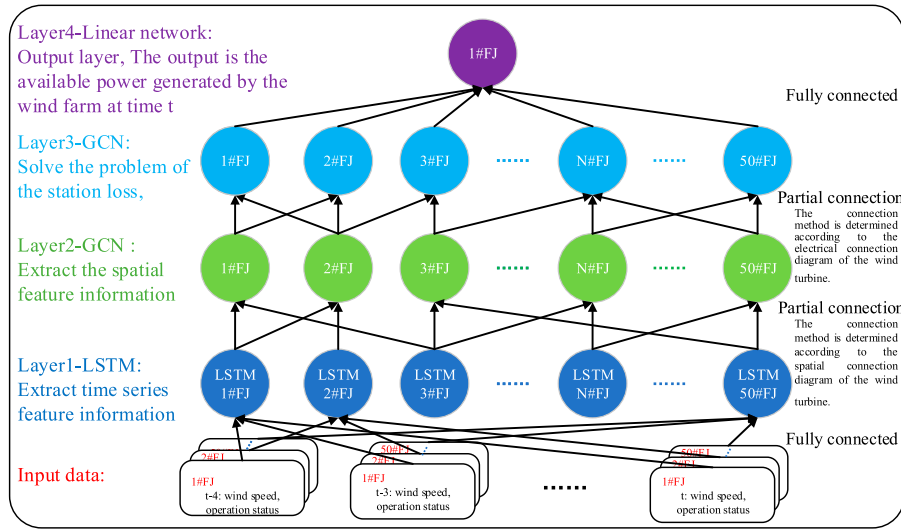 Layer4-Linear network:
Output layer, The output is the
available power generated by the
wind farm at time t
1#FJ
Fully connected
Layer3-GCN:
Solve the problem of
the station loss,
1#FJ
2#FJ
3#FJ
......
N#FJ
......
50#FJ
Partial connection
The connection
method is determined
according to the
electrical connection
diagram of the wind
turbine.
Layer2-GCN :
Extract the spatial
feature information
1#FJ
2#FJ
3#FJ
......
N#FJ
......
50#FJ
Partial connection
The connection
method is determined
according to the
spatial connection
diagram of the wind
turbine.
Layer1-LSTM:
Extract time series
feature information
LSTM
1#FJ
LSTM
2#FJ
LSTM
3#FJ
......
LSTM
N#FJ
......
LSTM
50#FJ
Fully connected
Input data:
2#FJ
1#FJ
t-4: wind speed,
operation status
50#FJ
2#FJ
1#FJ
t-3: wind speed,
operation status
......
50#FJ
2#FJ
1#FJ
t: wind speed,
operation status